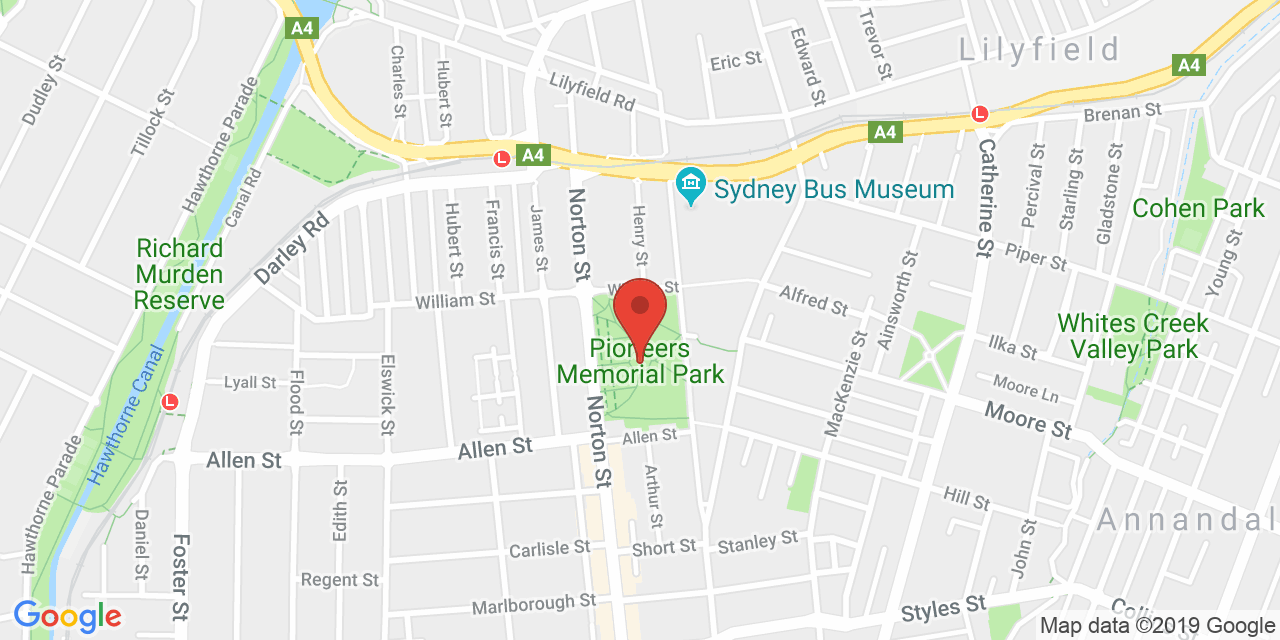 A4
Dudley St
Tillock St
Charles St
Hubert St
Hawthorne Parade
Canal Rd
Lilyfield Rd
Eric St
Edward St
Trevor St
Lilyfield
A4
A4
A4
Brenan St
Catherine St
Percival St
Starling St
Gladstone St
Cohen Park
Young St
Sydney Bus Museum
Richard
Murden
Reserve
Darley Rd
Hubert St
Francis St
James St
Norton St
Henry St
William St
Piper St
Alfred St
Ainsworth St
MacKenzie St
Ilka St
Moore Ln
Moore St
Whites Creek
Valley Park
Pioneers
Memorial Park
Hawthorne Canal
Lyall St
Flood St
Elswick St
Norton St
Allen St
Allen St
Allen St
Arthur St
Hill St
Annandal
Hawthorne Parade
Daniel St
Edith St
Foster St
Carlisle St
Short St
Stanley St
John St
Regent St
Marlborough St
Styles St
Google
Map data ©2019 Google